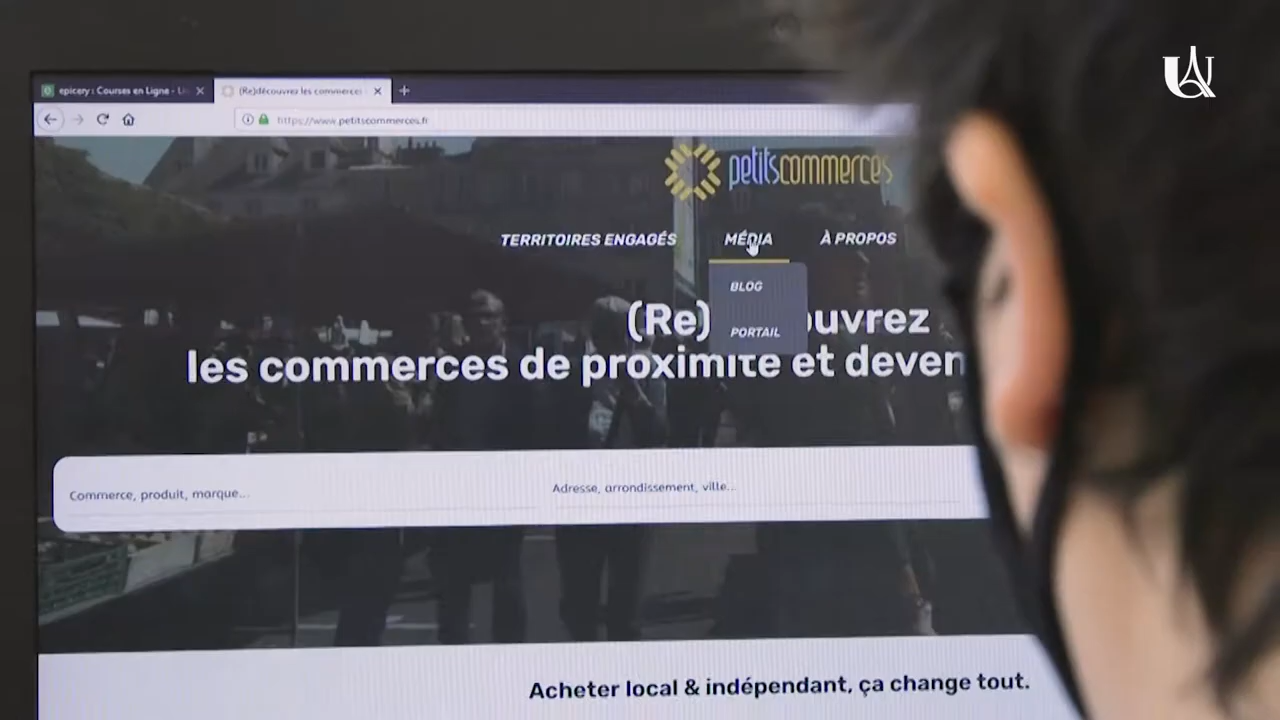 epicery : Courses en Ligne -
(Re)découvrez les commerces
https://www.petitscommerces.fr
petitscommerces
TERRITOIRES ENGAGÉS MÉDIA À PROPOS
BLOG
PORTAIL
(Re) ouvrez
les commerces de proximité et deven
Commerce, produit, marque... Adresse, arrondissement, ville...
Acheter local & indépendant, ça change tout.